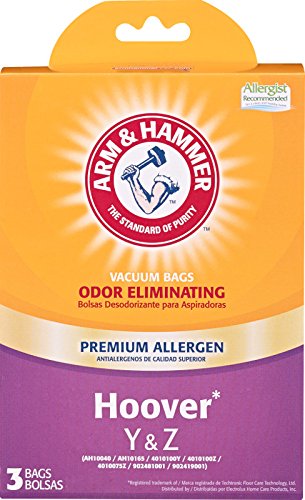 Allergist
Recommended
ARM & HAMMER
™
THE STANDARD OF PURITY
™
VACUUM BAGS
ODOR ELIMINATING
Bolsas Desodorizante para Aspiradoras
PREMIUM ALLERGEN
ANTIALERGENOS DE CALIDAD SUPERIOR
Hoover*
Y & Z
(AH10040 / AH10165 / 4010100Y / 4010100Z /
4010075Z / 902481001 / 902419001)
3 BAGS
BOLSAS
*Registered trademark of / Marca registrada de Techtronic Floor Care Technology, Ltd.
Distributed by / Distribuidas por Electrolux Home Care Products, Inc.